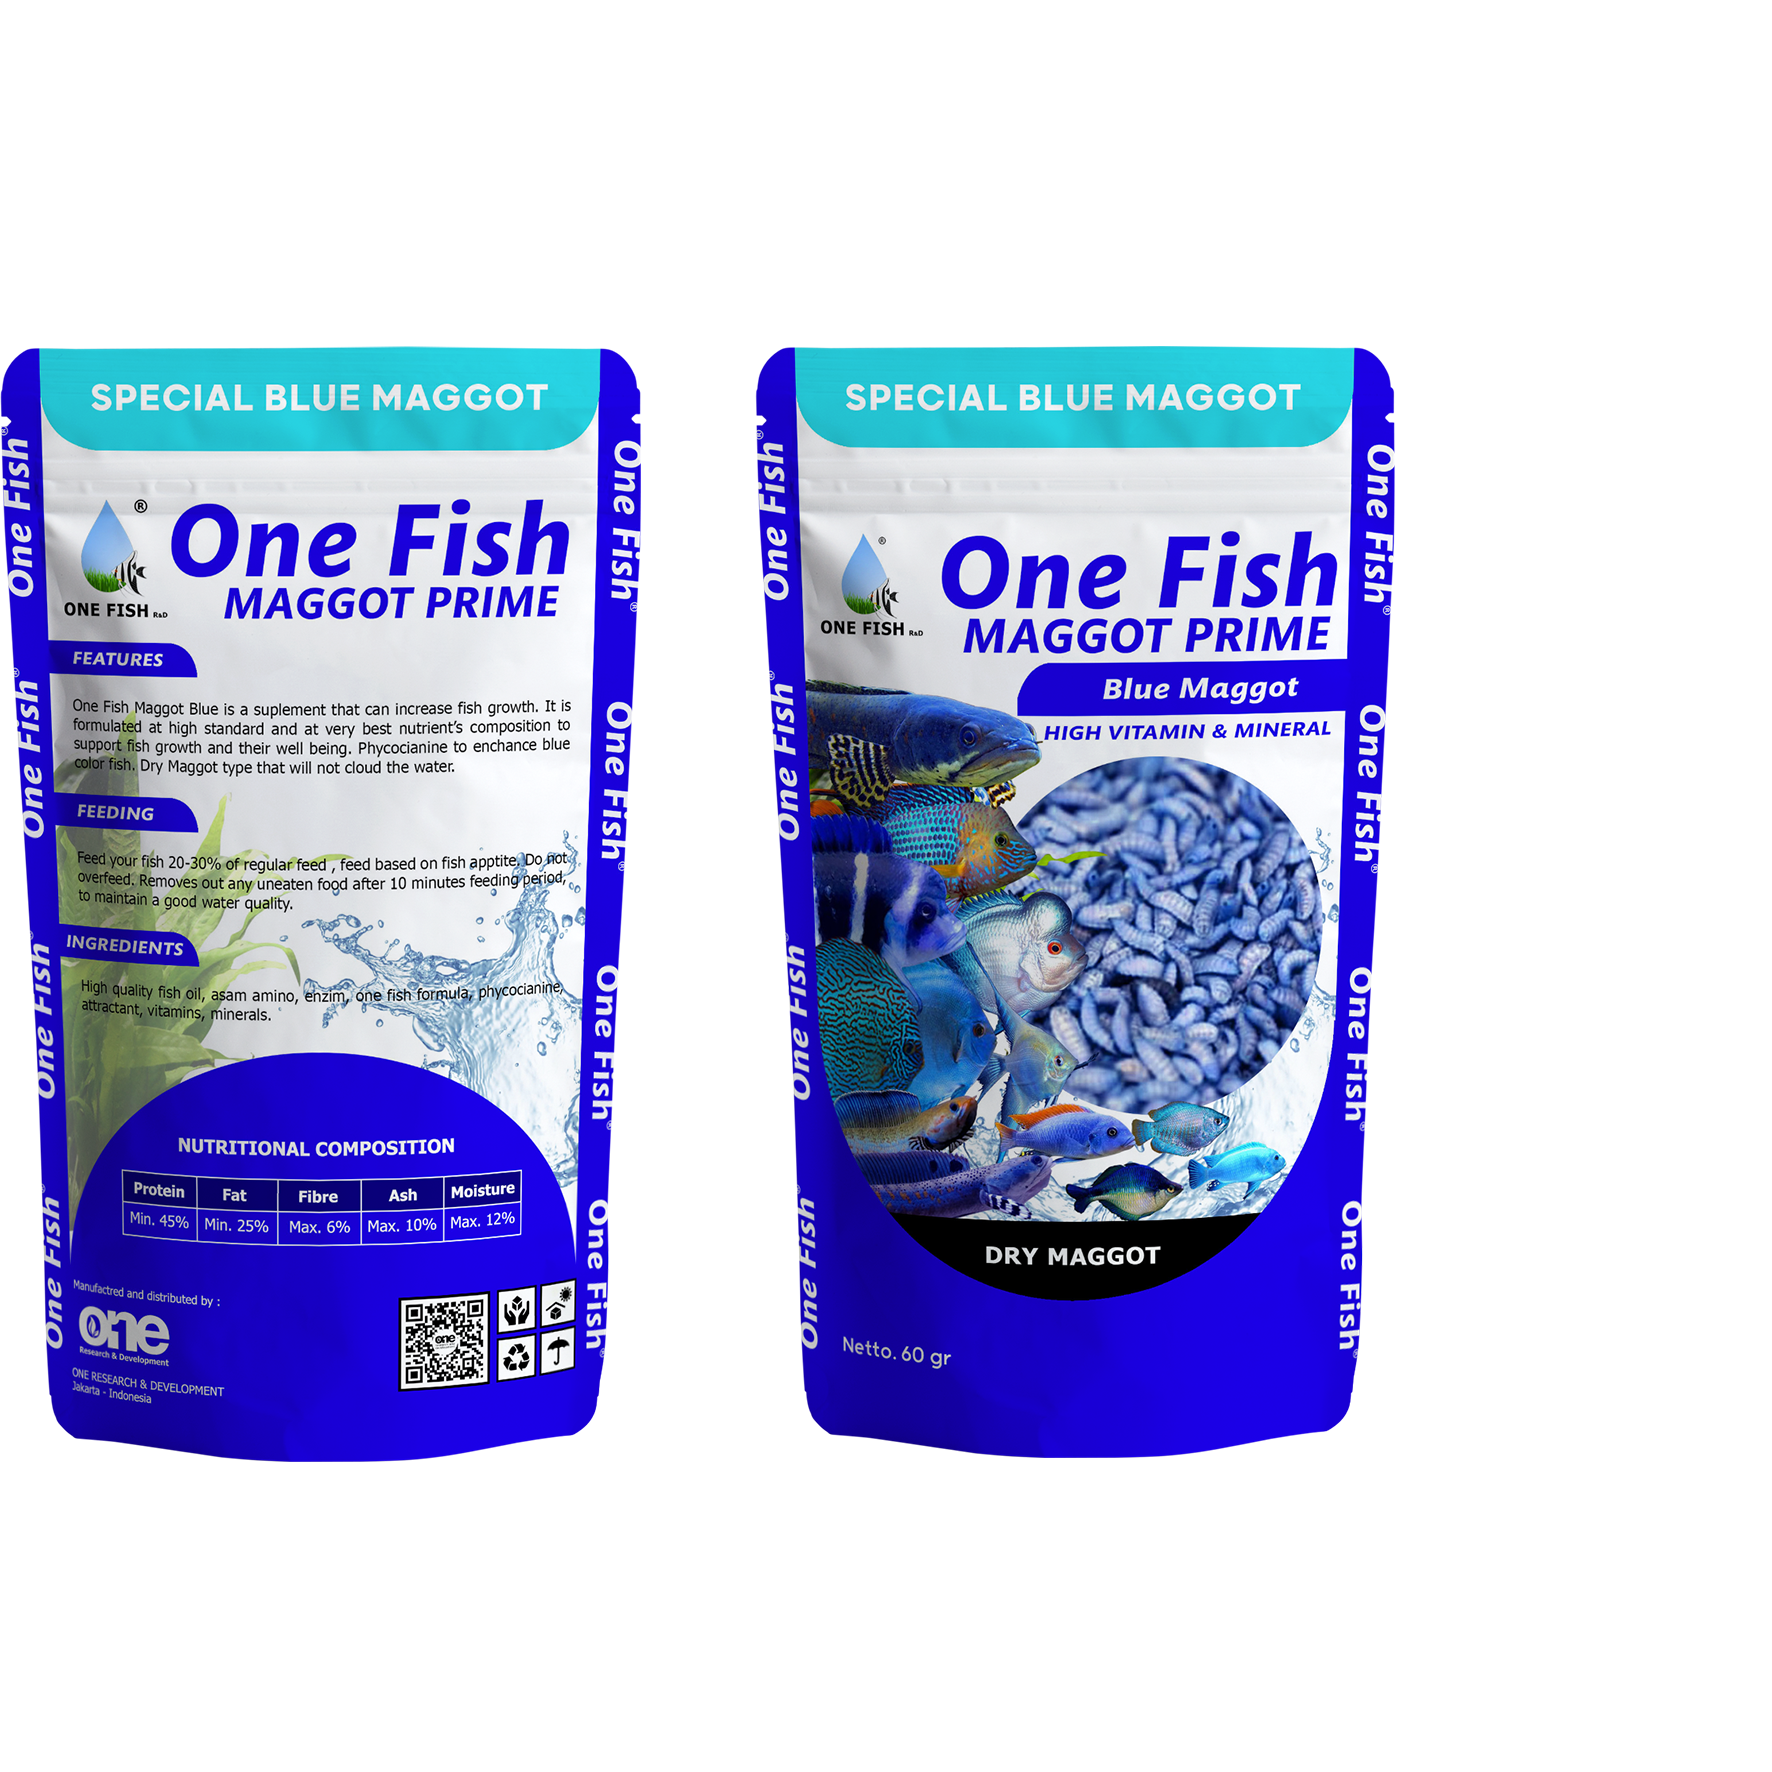 SPECIAL BLUE MAGGOT
®
One Fish
MAGGOT PRIME
ONE FISH R&D
FEATURES
One Fish Maggot Blue is a suplement that can increase fish growth. It is
formulated at high standard and at very best nutrient’s composition to
support fish growth and their well being. Phycocianine to enchance blue
color fish. Dry Maggot type that will not cloud the water.
FEEDING
Feed your fish 20-30% of regular feed , feed based on fish apptite. Do not
overfeed. Removes out any uneaten food after 10 minutes feeding period,
to maintain a good water quality.
INGREDIENTS
High quality fish oil, asam amino, enzim, one fish formula, phycocianine,
attractant, vitamins, minerals.
NUTRITIONAL COMPOSITION
Protein Fat Fibre Ash Moisture
Min. 45% Min. 25% Max. 6% Max. 10% Max. 12%
Manufactred and distributed by :
one
Research & Development
ONE RESEARCH & DEVELOPMENT
Jakarta - Indonesia
one
One Fish®
One Fish®
One Fish®
One Fish®
One Fish®
One Fish®
One Fish®
One Fish®
SPECIAL BLUE MAGGOT
®
One Fish
MAGGOT PRIME
ONE FISH R&D
Blue Maggot
HIGH VITAMIN & MINERAL
DRY MAGGOT
Netto. 60 gr
One Fish®
One Fish®
One Fish®
One Fish®
One Fish®
One Fish®
One Fish®
One Fish®